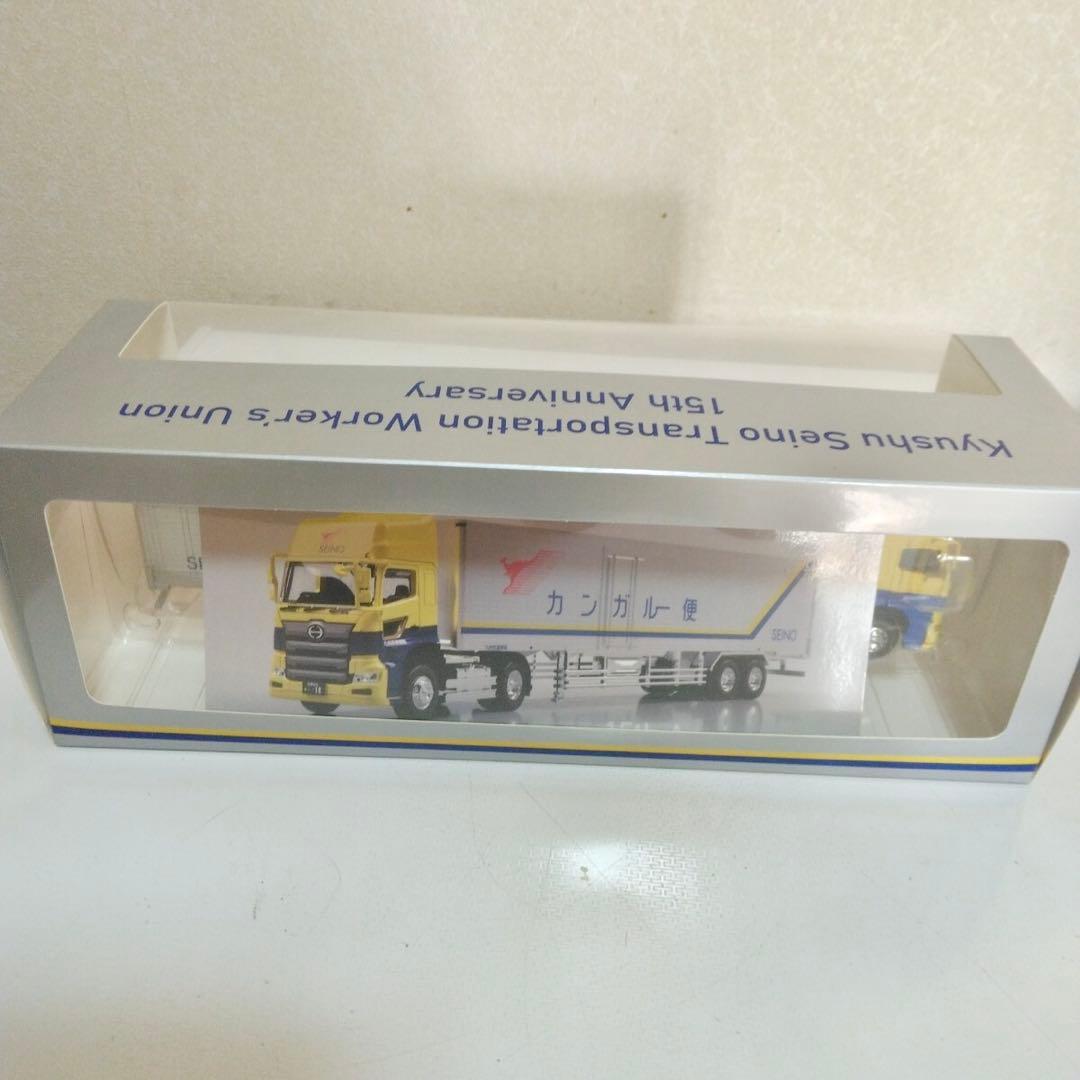 Kyushu Seino Transportation Worker's Union
15th Anniversary
SEINO
カンガルー便
SEINO